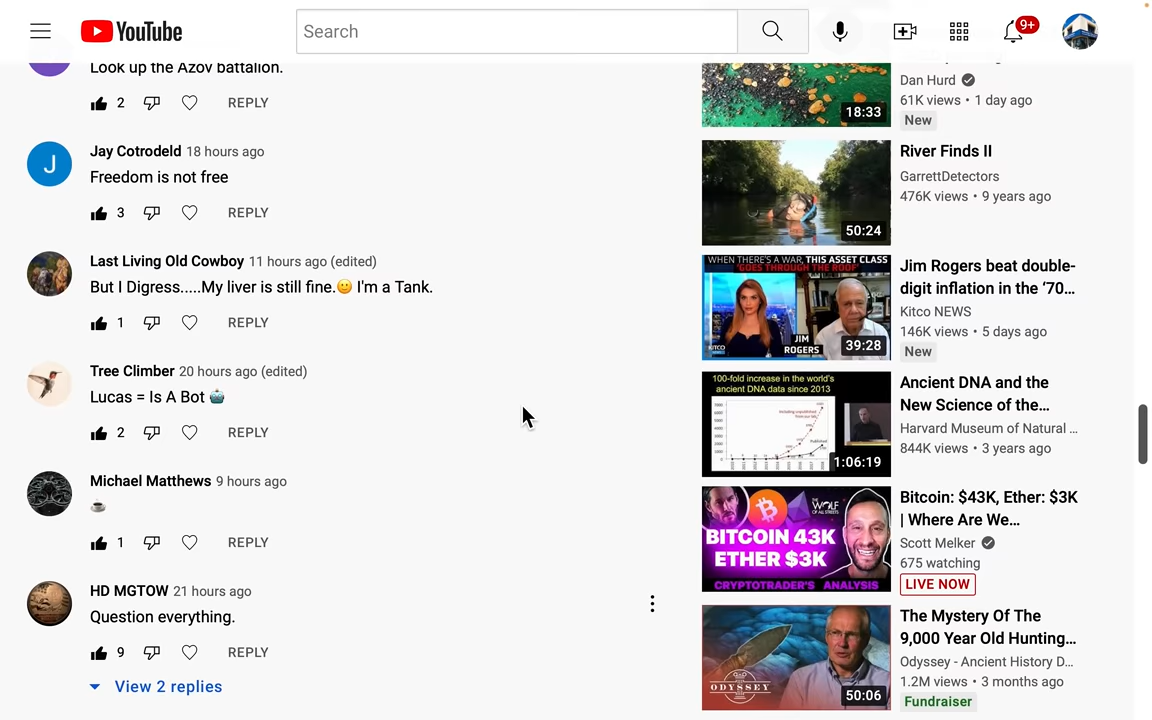 YouTube
Search
9+
Look up the Azov battalion.
2 REPLY
Jay Cotrodeld 18 hours ago
Freedom is not free
3 REPLY
Last Living Old Cowboy 11 hours ago (edited)
But I Digress.....My liver is still fine.🙂 I'm a Tank.
1 REPLY
Tree Climber 20 hours ago (edited)
Lucas = Is A Bot 🤖
2 REPLY
Michael Matthews 9 hours ago
☕
1 REPLY
HD MGTOW 21 hours ago
Question everything.
9 REPLY
View 2 replies
J
18:33
Dan Hurd
61K views • 1 day ago
New
50:24
River Finds II
GarrettDetectors
476K views • 9 years ago
WHEN THERE'S A WAR, THIS ASSET CLASS
'GOES THROUGH THE ROOF'
KITCO
JIM
ROGERS
39:28
Jim Rogers beat double-
digit inflation in the '70...
Kitco NEWS
146K views • 5 days ago
New
100-fold increase in the world's
ancient DNA data since 2013
1:06:19
Ancient DNA and the
New Science of the...
Harvard Museum of Natural ...
844K views • 3 years ago
THE WOLF
OF ALL STREETS
BITCOIN 43K
ETHER $3K
CRYPTOTRADER'S ANALYSIS
Bitcoin: $43K, Ether: $3K
| Where Are We...
Scott Melker
675 watching
LIVE NOW
ODYSSEY
50:06
The Mystery Of The
9,000 Year Old Hunting...
Odyssey - Ancient History D...
1.2M views • 3 months ago
Fundraiser